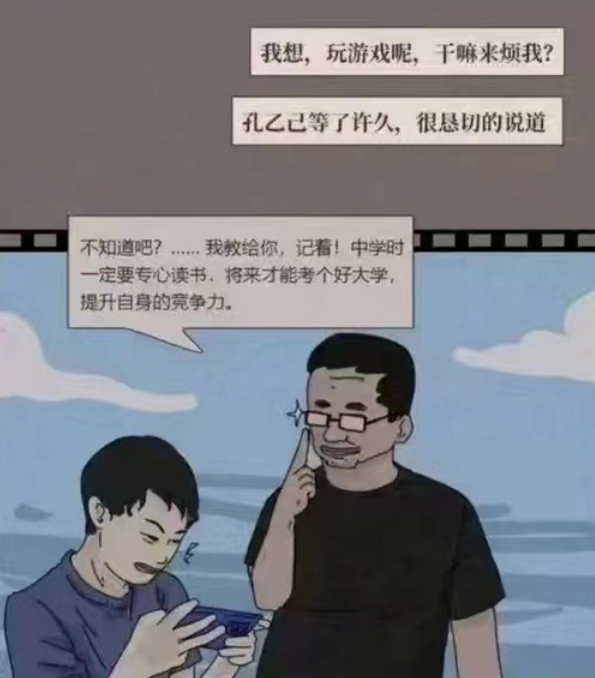 我想，玩游戏呢，干嘛来烦我？
孔乙己等了许久，很恳切的说道
不知道吧？...... 我教给你，记着！中学时
一定要专心读书．将来才能考个好大学，
提升自身的竞争力。